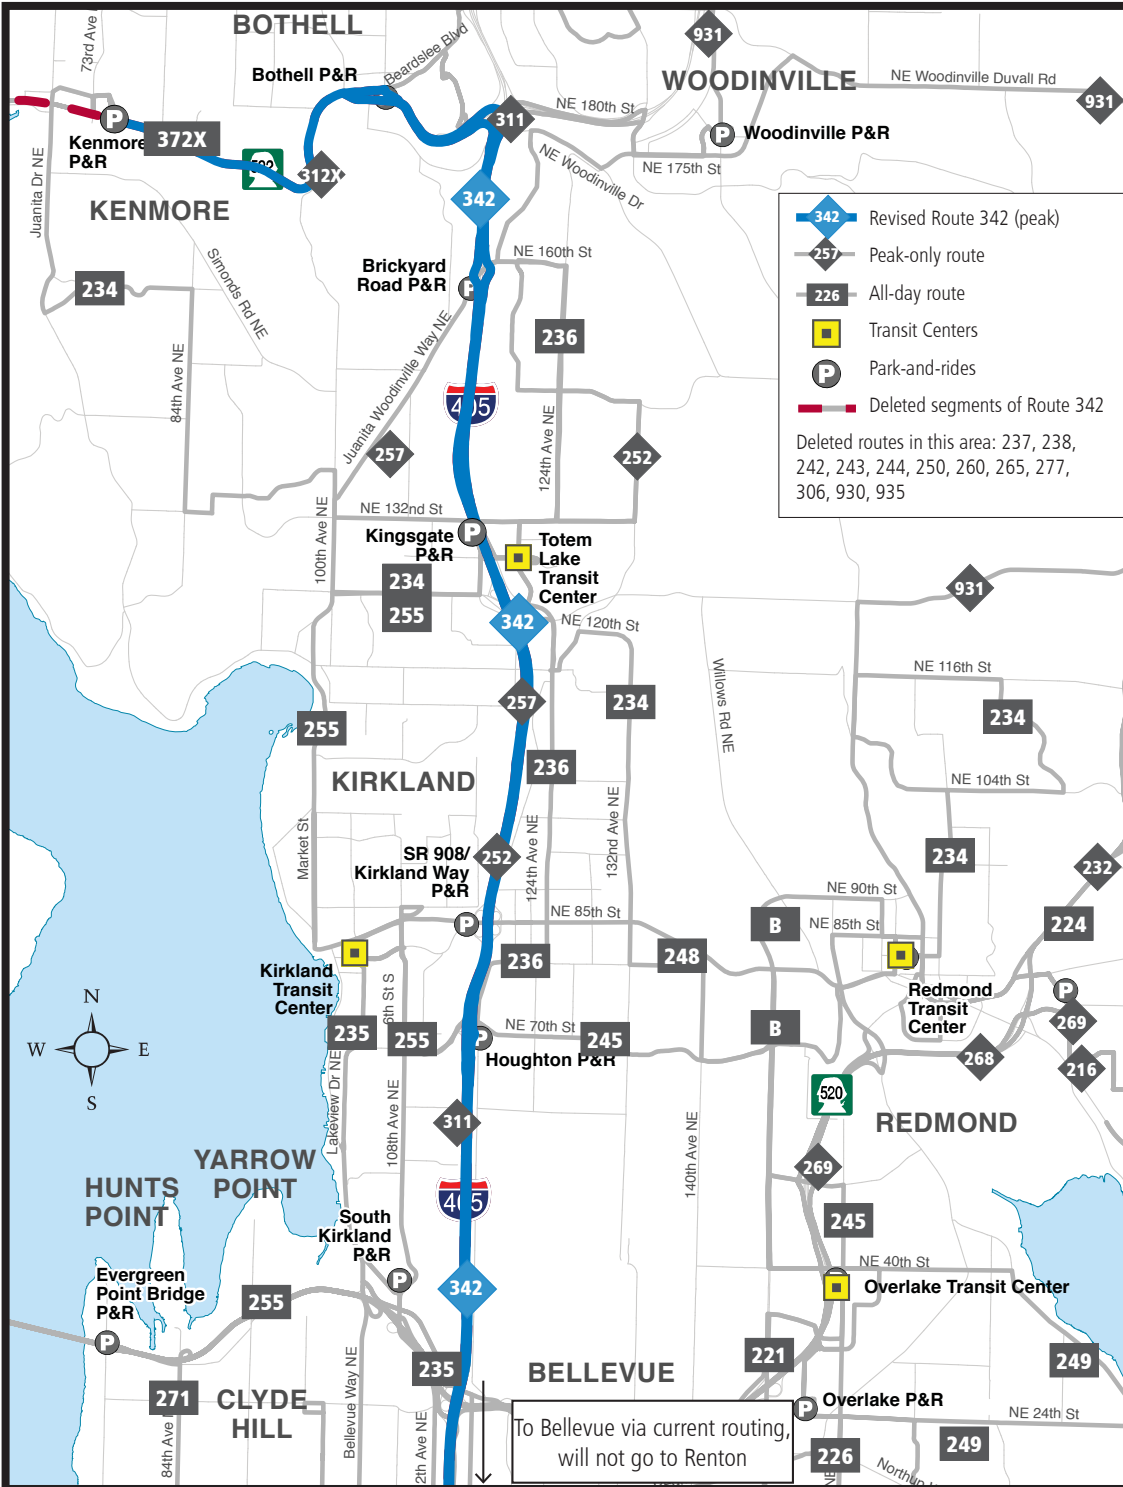 BOTHELL
73rd Ave
Beardslee Blvd
Bothell P&R
931
WOODINVILLE
NE Woodinville Duvall Rd
931
NE 180th St
311
P
Woodinville P&R
P
Kenmore
P&R
372X
312X
NE 175th St
NE Woodinville Dr
Juanita Dr NE
KENMORE
342
342
Revised Route 342 (peak)
257
Peak-only route
226
All-day route
Transit Centers
P
Park-and-rides
Deleted segments of Route 342
Deleted routes in this area: 237, 238,
242, 243, 244, 250, 260, 265, 277,
306, 930, 935
Simonds Rd NE
NE 160th St
Brickyard
Road P&R
P
234
236
84th Ave NE
Juanita Woodinville Way NE
405
124th Ave NE
257
252
100th Ave NE
NE 132nd St
Kingsgate
P&R
P
Totem
Lake
Transit
Center
234
255
342
NE 120th St
931
Willows Rd NE
NE 116th St
257
234
234
255
236
KIRKLAND
NE 104th St
Market St
132nd Ave NE
124th Ave NE
SR 908/
Kirkland Way
P&R
252
234
232
P
NE 85th St
NE 90th St
B
NE 85th St
224
Kirkland
Transit
Center
236
248
Redmond
Transit
Center
P
6th St S
235
255
P
NE 70th St
245
Houghton P&R
B
269
268
216
N
W
E
S
Lakeview Dr NE
108th Ave NE
311
140th Ave NE
520
REDMOND
269
YARROW
POINT
HUNTS
POINT
405
South
Kirkland
P&R
P
245
NE 40th St
Evergreen
Point Bridge
P&R
P
255
342
Overlake Transit Center
271
CLYDE
HILL
84th Ave
Bellevue Way NE
235
BELLEVUE
221
249
P
Overlake P&R
NE 24th St
2th Ave NE
To Bellevue via current routing,
will not go to Renton
226
249
NE
Northup